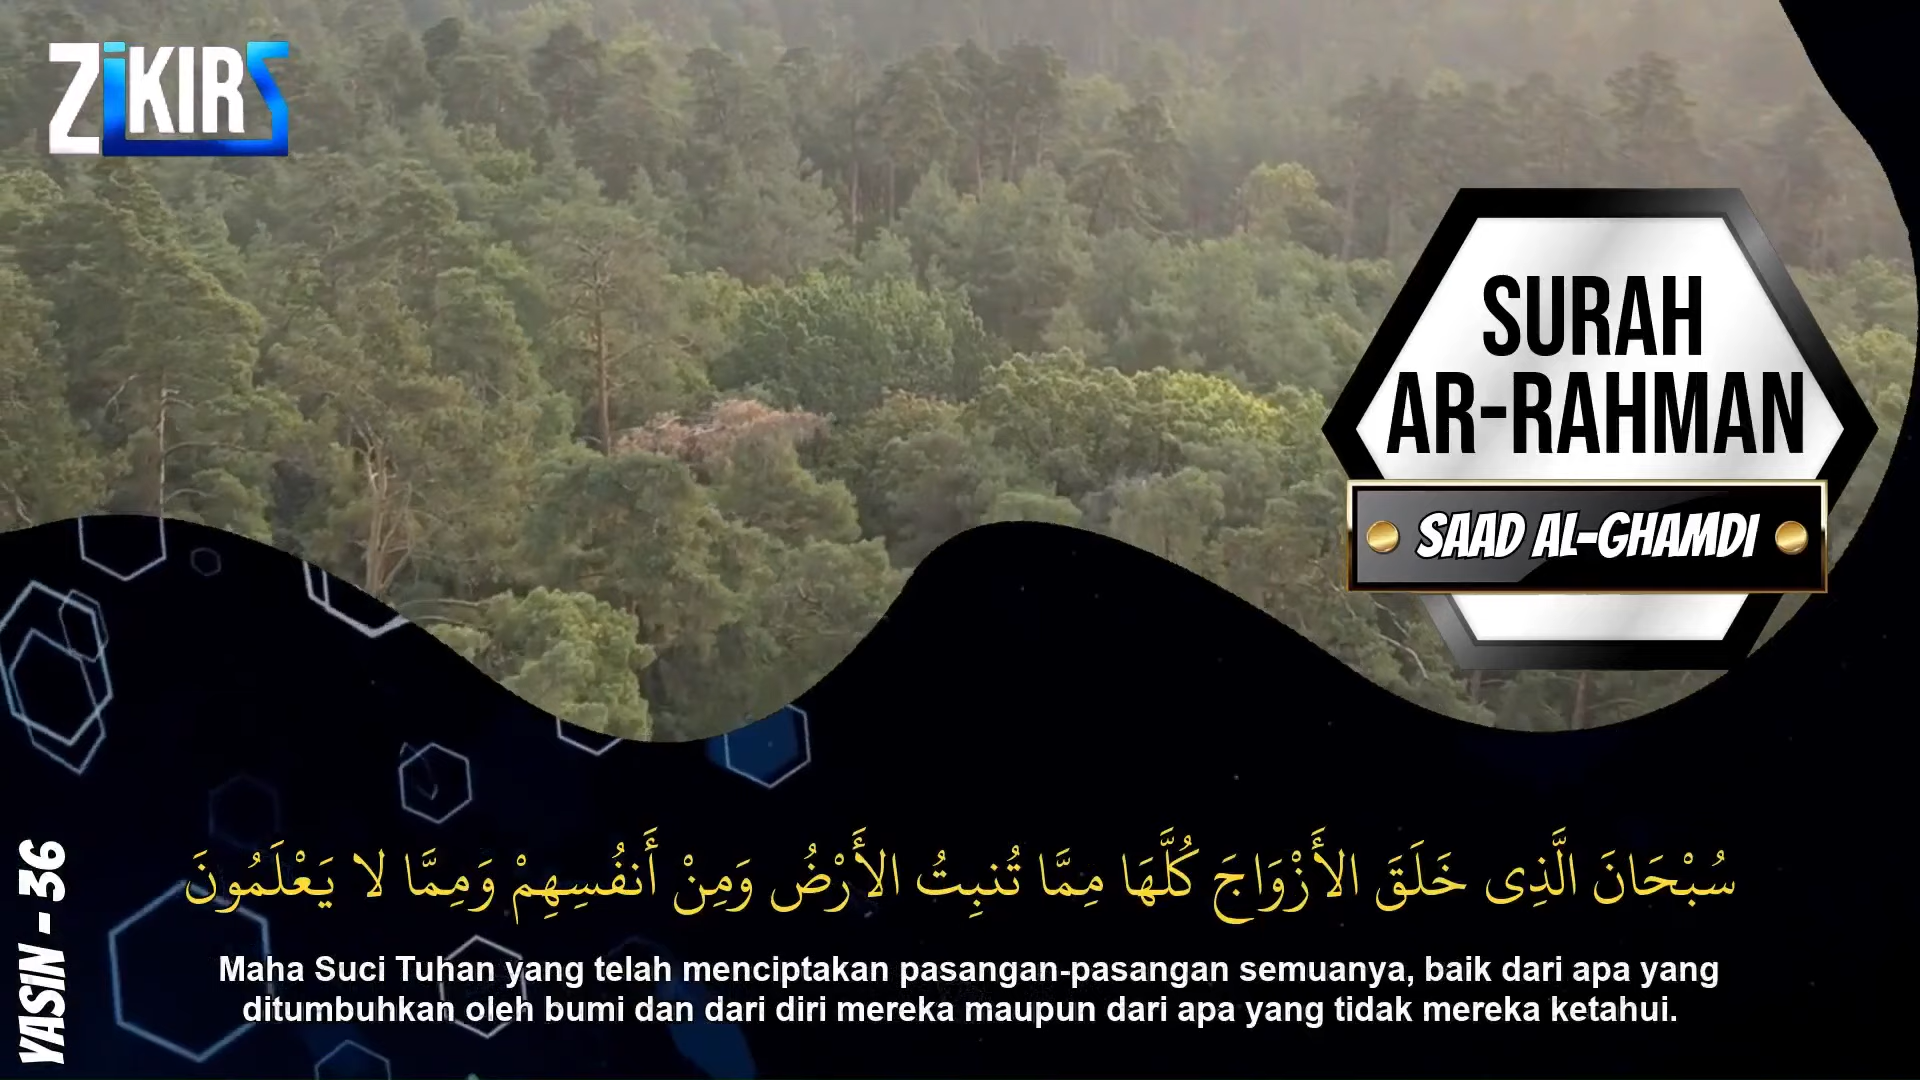 ZiKIRS
SURAH
AR-RAHMAN
SAAD AL-GHAMDI
سُبْحَانَ الَّذِى خَلَقَ الأَزْوَاجَ كُلَّهَا مِمَّا تُنبِتُ الأَرْضُ وَمِنْ أَنفُسِهِمْ وَمِمَّا لا يَعْلَمُونَ
Maha Suci Tuhan yang telah menciptakan pasangan-pasangan semuanya, baik dari apa yang
ditumbuhkan oleh bumi dan dari diri mereka maupun dari apa yang tidak mereka ketahui.
YASIN - 36